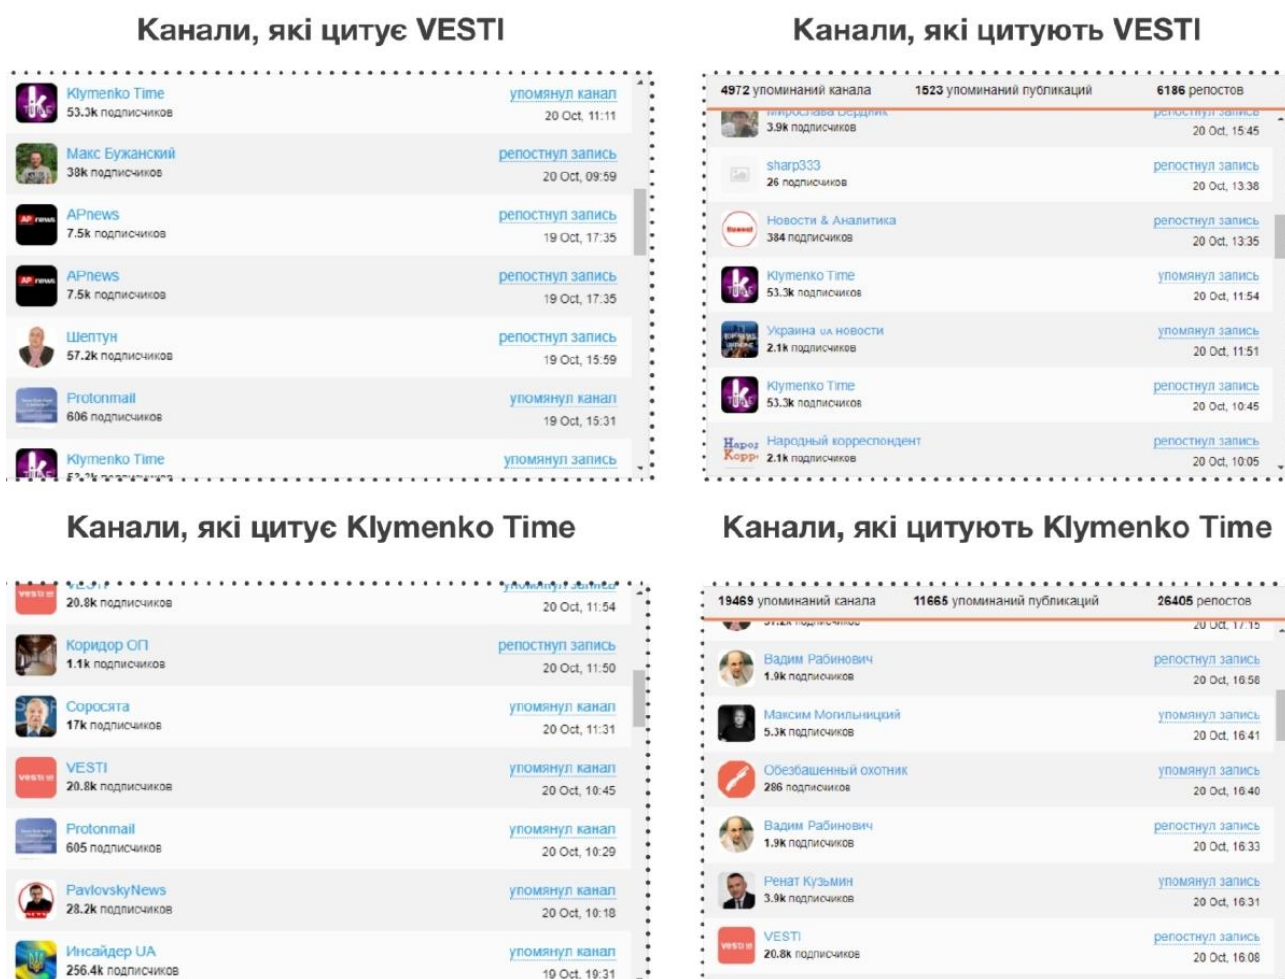 Канали, які цитує VESTI
Klymenko Time
упомянул канал
53.3k подписчиков
20 Oct, 11:11
Макс Бужанский
репостнул запись
38k подписчиков
20 Oct, 09:59
APnews
репостнул запись
7.5k подписчиков
19 Oct, 17:35
APnews
репостнул запись
7.5k подписчиков
19 Oct, 17:35
Шептун
репостнул запись
57.2k подписчиков
19 Oct, 15:59
Protonmail
упомянул канал
606 подписчиков
19 Oct, 15:31
Klymenko Time
упомянул запись
Канали, які цитують VESTI
4972 упоминаний канала
1523 упоминаний публикаций
6186 репостов
Мирослава Бердник
репостнул запись
3.9k подписчиков
20 Oct, 15:45
sharp333
репостнул запись
26 подписчиков
20 Oct, 13:38
Новости & Аналитика
репостнул запись
384 подписчиков
20 Oct, 13:35
Klymenko Time
упомянул запись
53.3k подписчиков
20 Oct, 11:54
Украина UA новости
упомянул запись
2.1k подписчиков
20 Oct, 11:51
Klymenko Time
репостнул запись
53.3k подписчиков
20 Oct, 10:45
Народный корреспондент
репостнул запись
2.1k подписчиков
20 Oct, 10:05
Канали, які цитує Klymenko Time
VESTI
упомянул запись
20.8k подписчиков
20 Oct, 11:54
Коридор ОП
репостнул запись
1.1k подписчиков
20 Oct, 11:50
Соросята
упомянул канал
17k подписчиков
20 Oct, 11:31
VESTI
упомянул канал
20.8k подписчиков
20 Oct, 10:45
Protonmail
упомянул канал
605 подписчиков
20 Oct, 10:29
PavlovskyNews
упомянул канал
28.2k подписчиков
20 Oct, 10:18
Инсайдер UA
упомянул канал
256.4k подписчиков
19 Oct, 19:31
Канали, які цитують Klymenko Time
19469 упоминаний канала
11665 упоминаний публикаций
26405 репостов
57.2k подписчиков
20 Oct, 17:15
Вадим Рабинович
репостнул запись
1.9k подписчиков
20 Oct, 16:58
Максим Могильницкий
упомянул запись
5.3k подписчиков
20 Oct, 16:41
Обезбашенный охотник
упомянул запись
286 подписчиков
20 Oct, 16:40
Вадим Рабинович
репостнул запись
1.9k подписчиков
20 Oct, 16:33
Ренат Кузьмин
упомянул запись
3.9k подписчиков
20 Oct, 16:31
VESTI
репостнул запись
20.8k подписчиков
20 Oct, 16:08